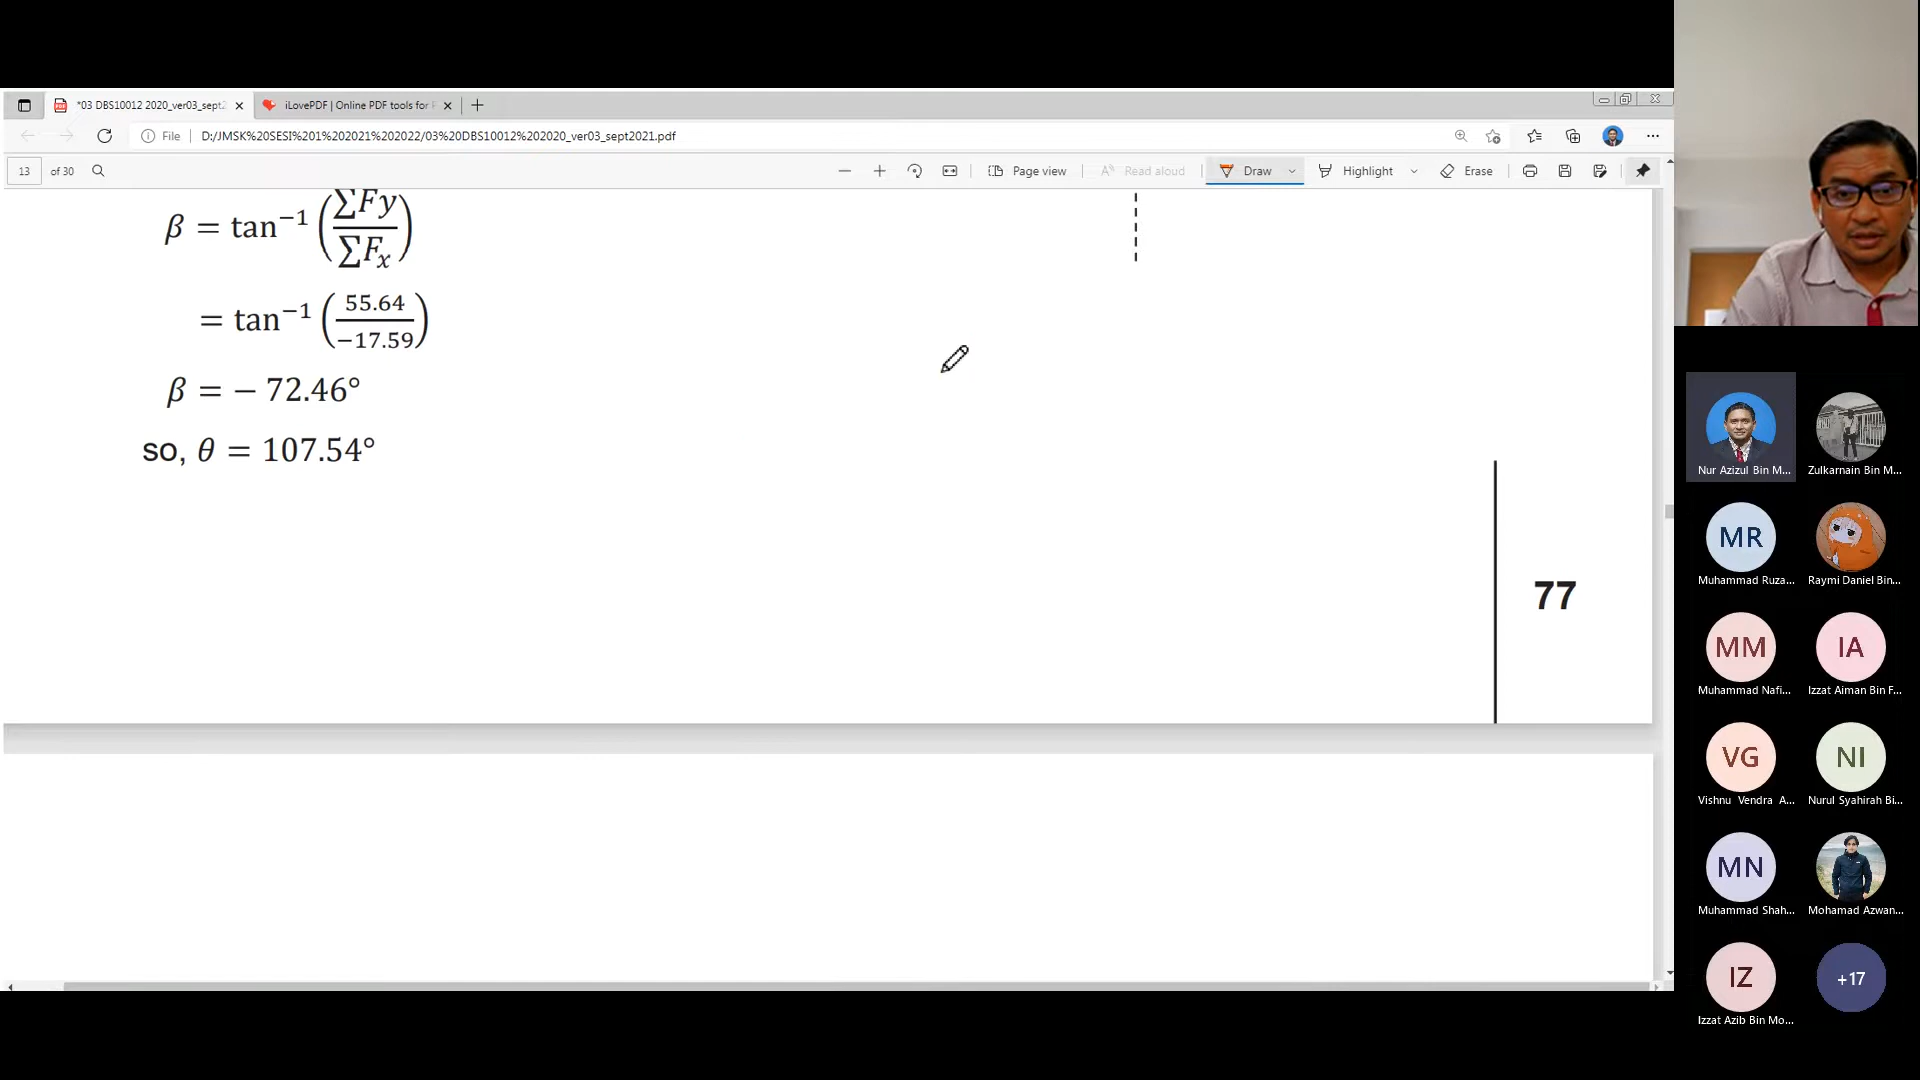 *03 DBS10012 2020_ver03_sept2
iLovePDF | Online PDF tools for
File
D:/JMSK%20SESI%201%202021%202022/03%20DBS10012%202020_ver03_sept2021.pdf
13 of 30
Page view
Read aloud
Draw
Highlight
Erase
β = tan⁻¹ (∑Fy / ∑Fₓ)
= tan⁻¹ (55.64 / −17.59)
β = − 72.46°
so, θ = 107.54°
77
Nur Azizul Bin M...
Zulkarnain Bin M...
MR
Muhammad Ruza...
Raymi Daniel Bin...
MM
Muhammad Nafi...
IA
Izzat Aiman Bin F...
VG
Vishnu Vendra A...
NI
Nurul Syahirah Bi...
MN
Muhammad Shah...
Mohamad Azwan...
IZ
Izzat Azib Bin Mo...
+17